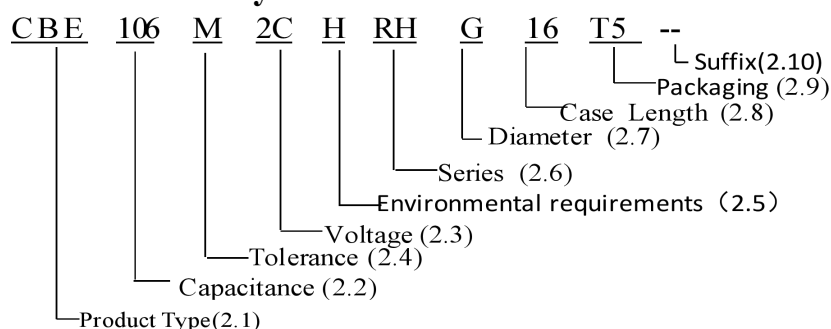 CBE 106 M 2C H RH G 16 T5 --
Suffix(2.10)
Packaging (2.9)
Case Length (2.8)
Diameter (2.7)
Series (2.6)
Environmental requirements（2.5）
Voltage (2.3)
Tolerance (2.4)
Capacitance (2.2)
Product Type(2.1)